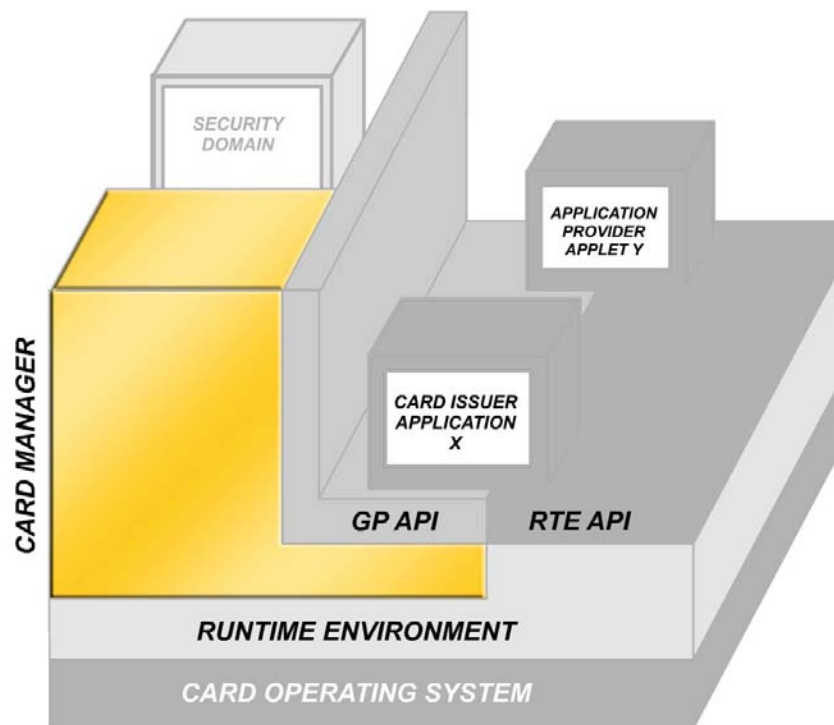 SECURITY
DOMAIN
APPLICATION
PROVIDER
APPLET Y
CARD MANAGER
CARD ISSUER
APPLICATION
X
GP API
RTE API
RUNTIME ENVIRONMENT
CARD OPERATING SYSTEM